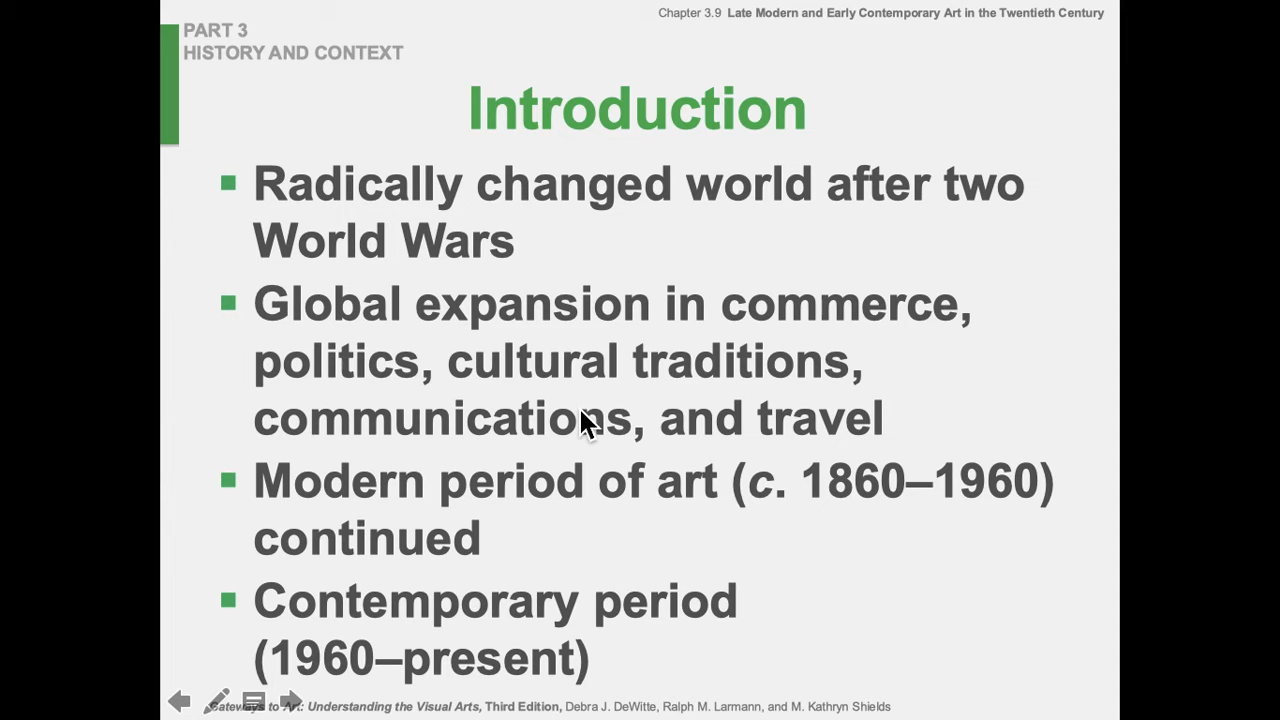 Chapter 3.9 Late Modern and Early Contemporary Art in the Twentieth Century
PART 3
HISTORY AND CONTEXT
Introduction
▪ Radically changed world after two
World Wars
▪ Global expansion in commerce,
politics, cultural traditions,
communications, and travel
▪ Modern period of art (c. 1860–1960)
continued
▪ Contemporary period
(1960–present)
Gateways to Art: Understanding the Visual Arts, Third Edition, Debra J. DeWitte, Ralph M. Larmann, and M. Kathryn Shields